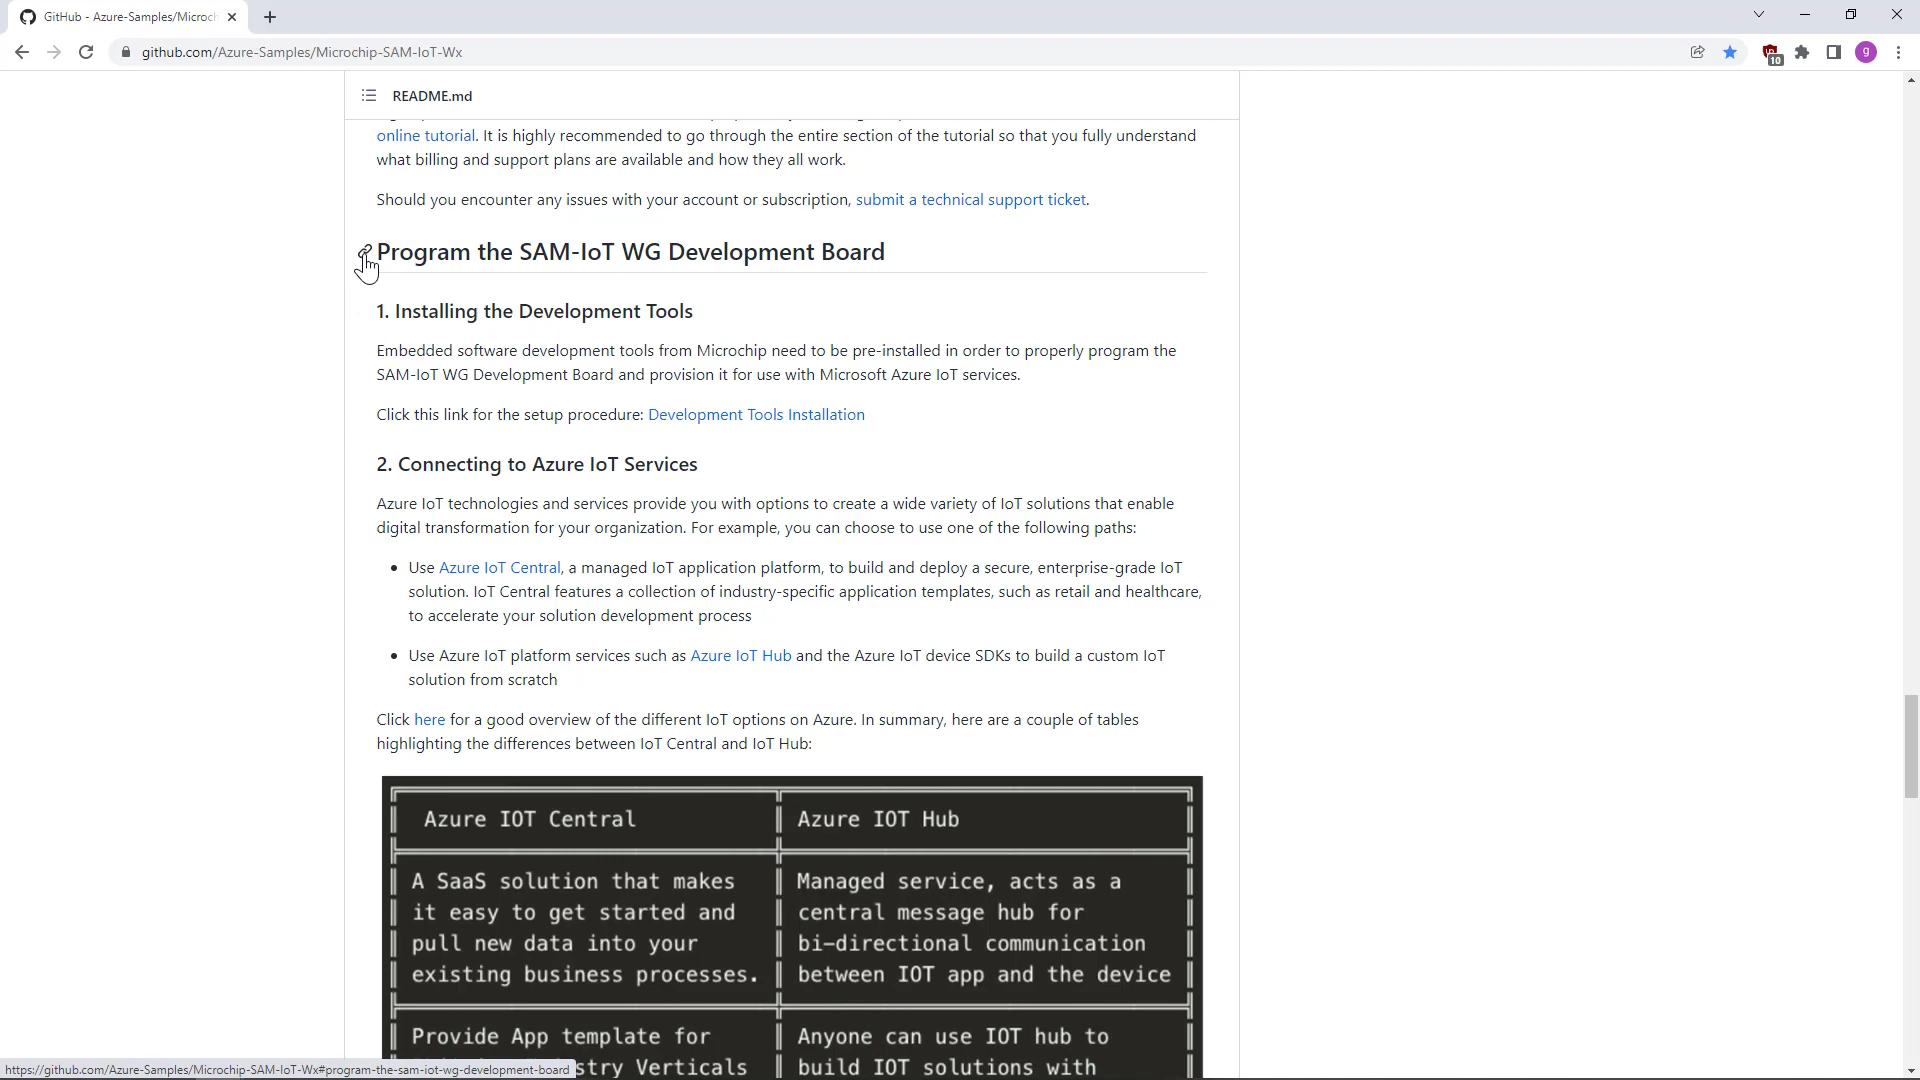 GitHub - Azure-Samples/Microch
github.com/Azure-Samples/Microchip-SAM-IoT-Wx
10
g
README.md
online tutorial. It is highly recommended to go through the entire section of the tutorial so that you fully understand
what billing and support plans are available and how they all work.
Should you encounter any issues with your account or subscription, submit a technical support ticket.
Program the SAM-IoT WG Development Board
1. Installing the Development Tools
Embedded software development tools from Microchip need to be pre-installed in order to properly program the
SAM-IoT WG Development Board and provision it for use with Microsoft Azure IoT services.
Click this link for the setup procedure: Development Tools Installation
2. Connecting to Azure IoT Services
Azure IoT technologies and services provide you with options to create a wide variety of IoT solutions that enable
digital transformation for your organization. For example, you can choose to use one of the following paths:
• Use Azure IoT Central, a managed IoT application platform, to build and deploy a secure, enterprise-grade IoT
solution. IoT Central features a collection of industry-specific application templates, such as retail and healthcare,
to accelerate your solution development process
• Use Azure IoT platform services such as Azure IoT Hub and the Azure IoT device SDKs to build a custom IoT
solution from scratch
Click here for a good overview of the different IoT options on Azure. In summary, here are a couple of tables
highlighting the differences between IoT Central and IoT Hub:
Azure IOT Central
Azure IOT Hub
A SaaS solution that makes
it easy to get started and
pull new data into your
existing business processes.
Managed service, acts as a
central message hub for
bi-directional communication
between IOT app and the device
Provide App template for
stry Verticals
Anyone can use IOT hub to
build IOT solutions with
https://github.com/Azure-Samples/Microchip-SAM-IoT-Wx#program-the-sam-iot-wg-development-board